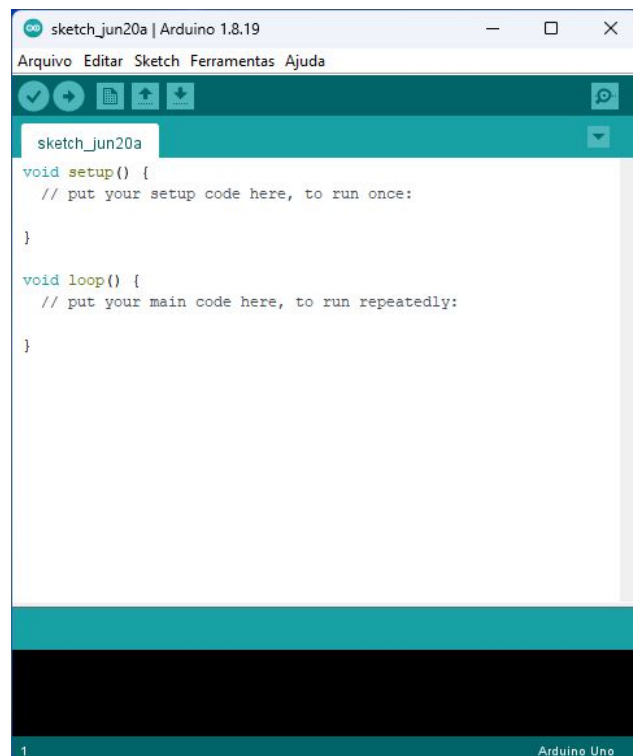 sketch_jun20a | Arduino 1.8.19
Arquivo Editar Sketch Ferramentas Ajuda
sketch_jun20a
void setup() {
  // put your setup code here, to run once:
}
void loop() {
  // put your main code here, to run repeatedly:
}
1 Arduino Uno